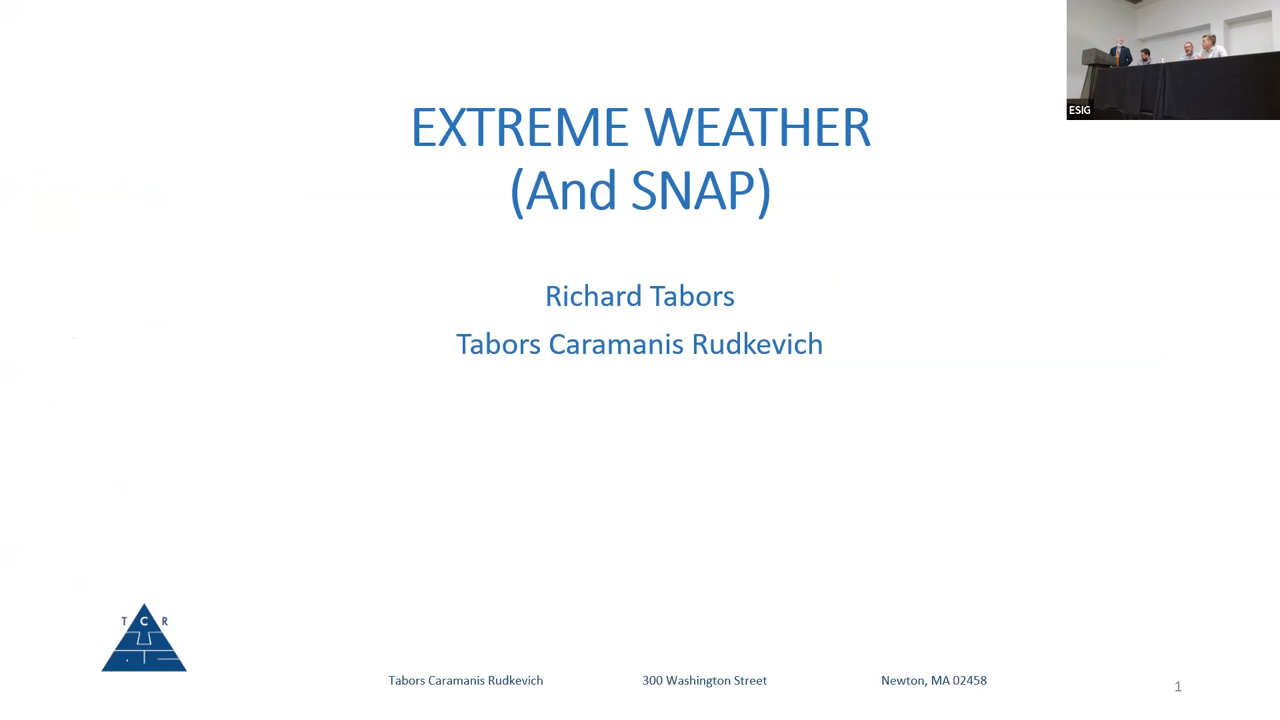 ESIG
EXTREME WEATHER
(And SNAP)
Richard Tabors
Tabors Caramanis Rudkevich
T C R
Tabors Caramanis Rudkevich 300 Washington Street Newton, MA 02458 1